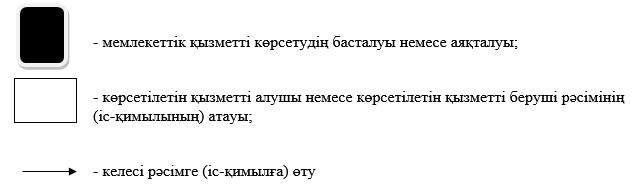 - мемлекеттік қызметті көрсетудің басталуы немесе аяқталуы;
- көрсетілетін қызметті алушы немесе көрсетілетін қызметті беруші рәсімінің
(іс-қимылының) атауы;
- келесі рәсімге (іс-қимылға) өту